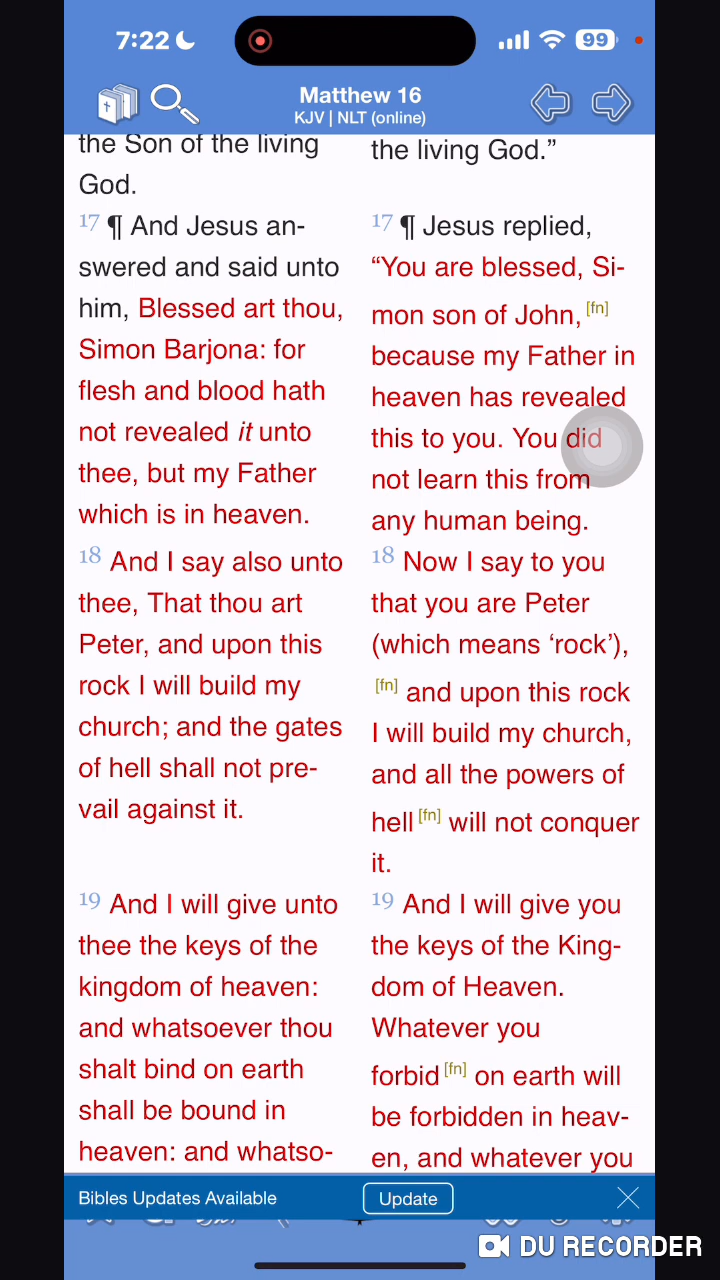 7:22
99
Matthew 16
KJV | NLT (online)
the Son of the living
God.
17 ¶ And Jesus an-
swered and said unto
him, Blessed art thou,
Simon Barjona: for
flesh and blood hath
not revealed it unto
thee, but my Father
which is in heaven.
18 And I say also unto
thee, That thou art
Peter, and upon this
rock I will build my
church; and the gates
of hell shall not pre-
vail against it.
19 And I will give unto
thee the keys of the
kingdom of heaven:
and whatsoever thou
shalt bind on earth
shall be bound in
heaven: and whatso-
the living God.”
17 ¶ Jesus replied,
“You are blessed, Si-
mon son of John, [fn]
because my Father in
heaven has revealed
this to you. You did
not learn this from
any human being.
18 Now I say to you
that you are Peter
(which means ‘rock’),
[fn] and upon this rock
I will build my church,
and all the powers of
hell [fn] will not conquer
it.
19 And I will give you
the keys of the King-
dom of Heaven.
Whatever you
forbid [fn] on earth will
be forbidden in heav-
en, and whatever you
Bibles Updates Available
Update
DU RECORDER